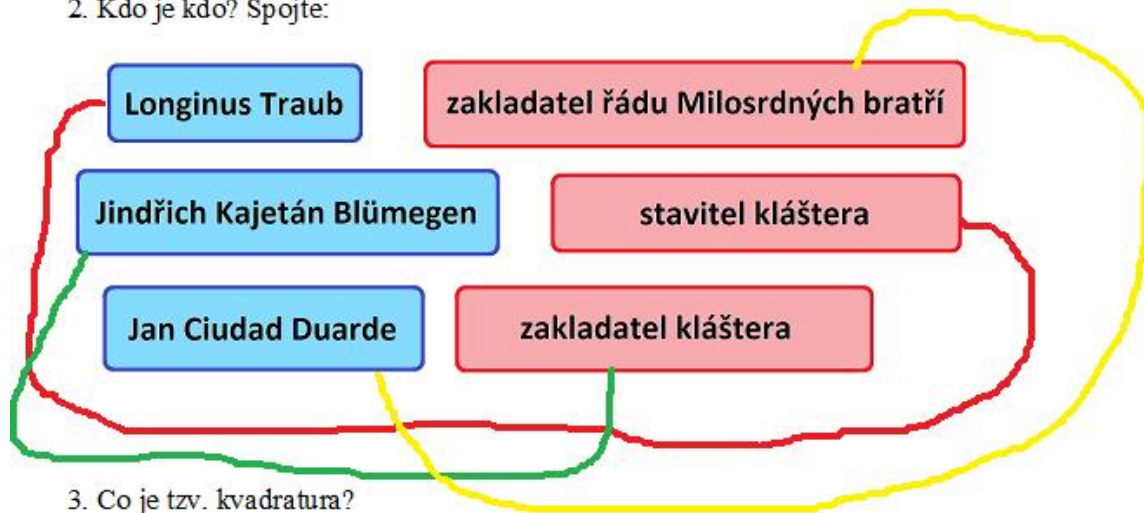 2. Kdo je kdo? Spojte:
Longinus Traub
zakladatel řádu Milosrdných bratří
Jindřich Kajetán Blümegen
stavitel kláštera
Jan Ciudad Duarde
zakladatel kláštera
3. Co je tzv. kvadratura?